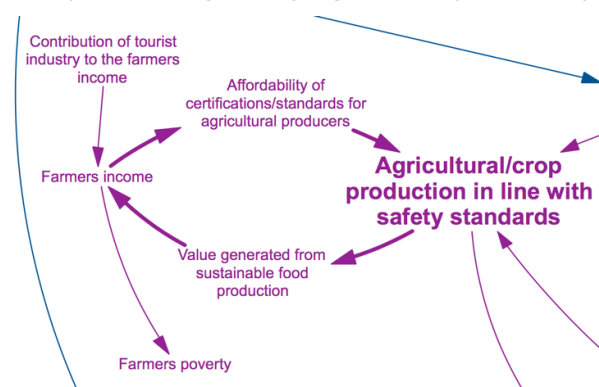 Contribution of tourist
industry to the farmers
income
Affordability of
certifications/standards for
agricultural producers
Agricultural/crop
production in line with
safety standards
Farmers income
Value generated from
sustainable food
production
Farmers poverty